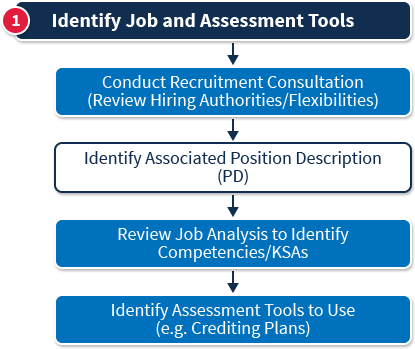 1 Identify Job and Assessment Tools
Conduct Recruitment Consultation
(Review Hiring Authorities/Flexibilities)
Identify Associated Position Description
(PD)
Review Job Analysis to Identify
Competencies/KSAs
Identify Assessment Tools to Use
(e.g. Crediting Plans)